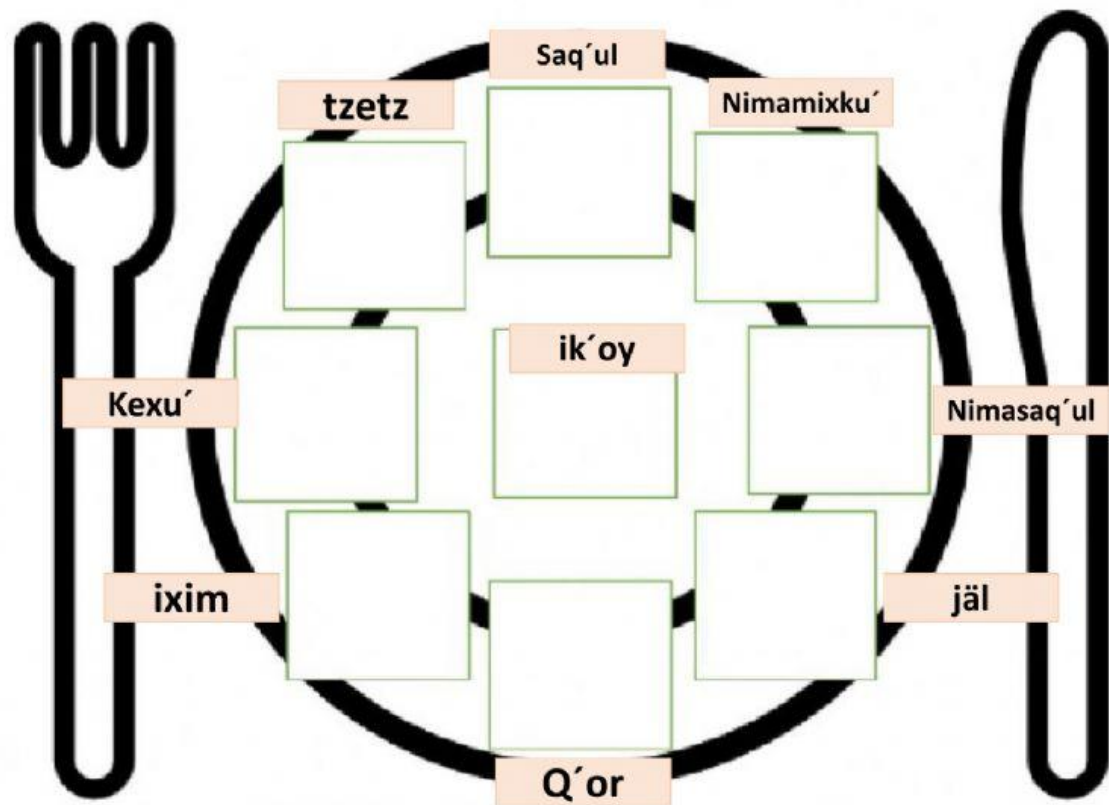 Saq´ul
tzetz
Nimamixku´
ik´oy
Kexu´
Nimasaq´ul
ixim
jäl
Q´or